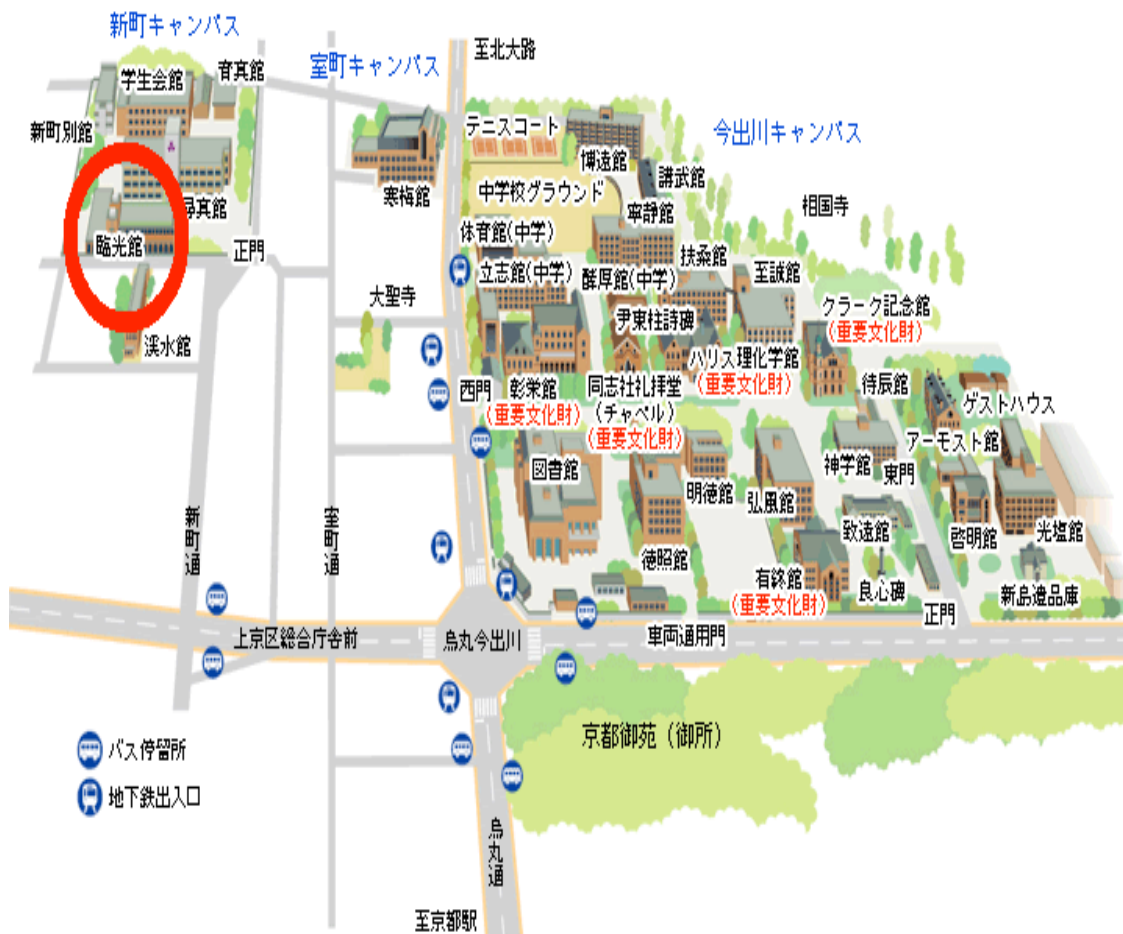 新町キャンパス
学生会館
育真館
新町別館
尋真館
臨光館
正門
渓水館
室町キャンパス
寒梅館
大聖寺
至北大路
今出川キャンパス
テニスコート
博遠館
講武館
中学校グラウンド
寧静館
相国寺
体育館(中学)
扶桑館
立志館(中学)
酵厚館(中学)
至誠館
クラーク記念館
(重要文化財)
尹東柱詩碑
ハリス理化学館
(重要文化財)
西門
彰栄館
(重要文化財)
同志社礼拝堂
(チャペル)
(重要文化財)
待辰館
ゲストハウス
アーモスト館
図書館
明徳館
神学館
東門
弘風館
徳照館
致遠館
啓明館
光塩館
有終館
(重要文化財)
良心碑
正門
新島遺品庫
新町通
室町通
上京区総合庁舎前
烏丸今出川
車両通用門
京都御苑(御所)
バス停留所
地下鉄出入口
烏丸通
至京都駅